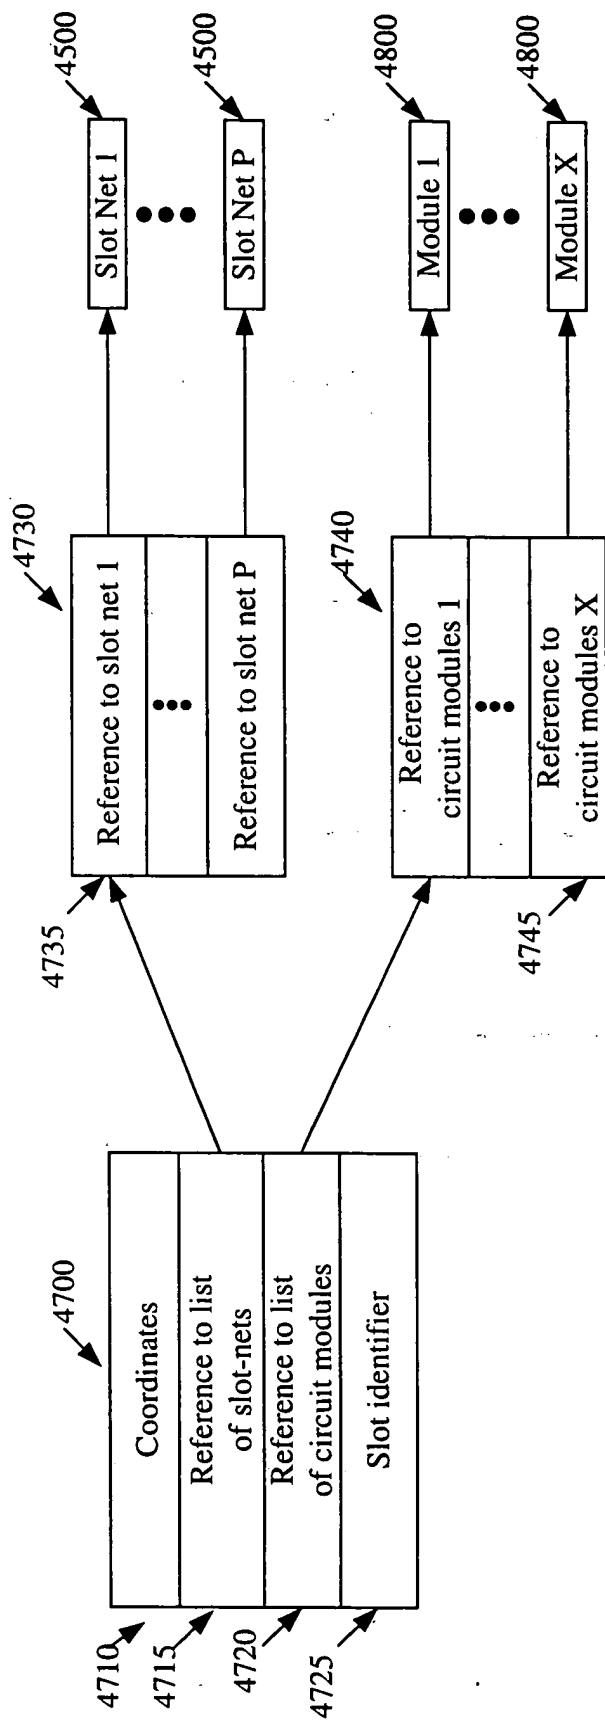 4700
4710
Coordinates
4715
Reference to list
of slot-nets
4720
Reference to list
of circuit modules
4725
Slot identifier
4730
4735
Reference to slot net 1
Reference to slot net P
4740
Reference to
circuit modules 1
4745
Reference to
circuit modules X
Slot Net 1
4500
Slot Net P
4500
Module 1
4800
Module X
4800